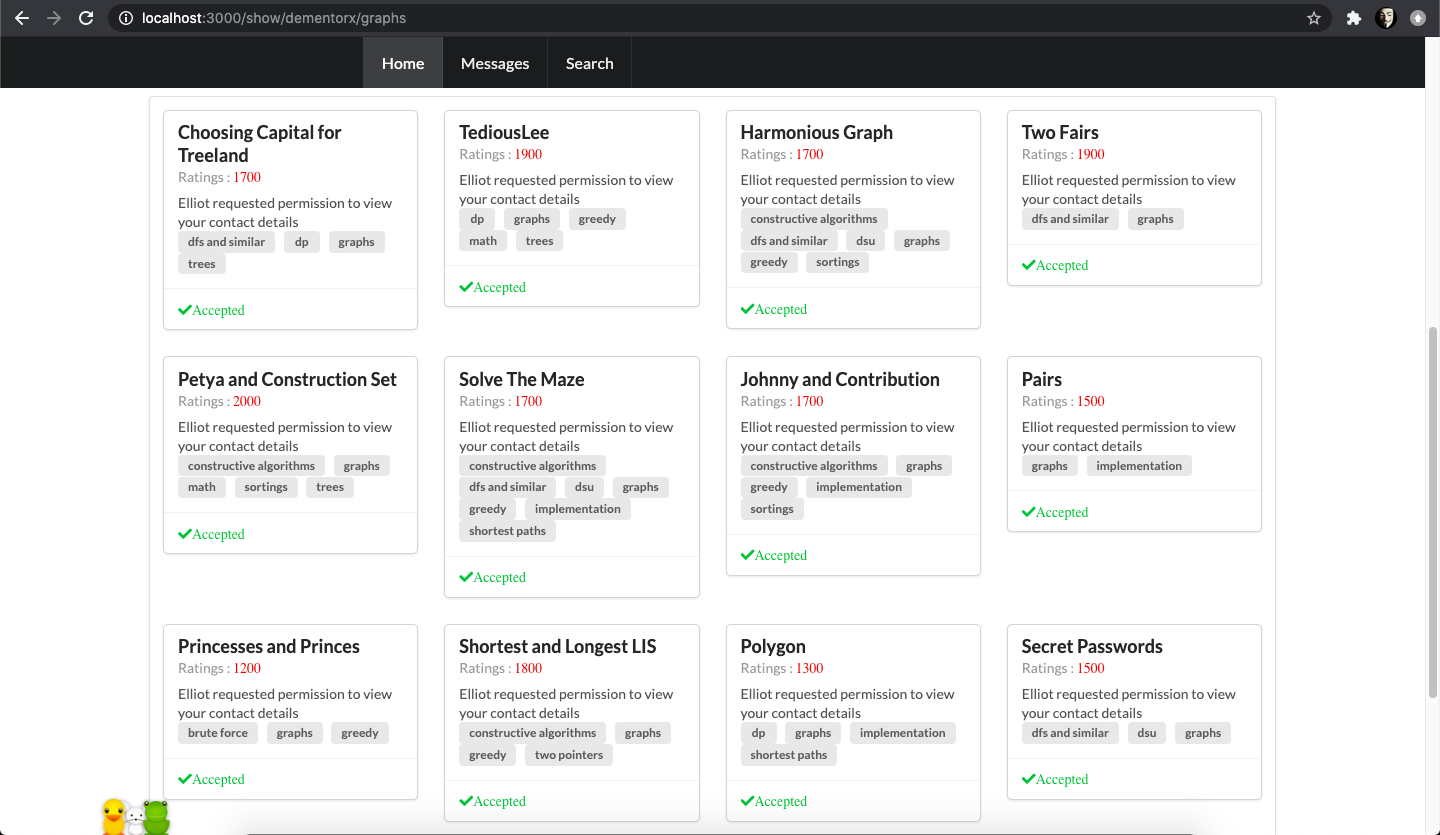 localhost:3000/show/dementorx/graphs
Home Messages Search
Choosing Capital for
Treeland
Ratings : 1700
Elliot requested permission to view
your contact details
dfs and similar dp graphs
trees
Accepted
TediousLee
Ratings : 1900
Elliot requested permission to view
your contact details
dp graphs greedy
math trees
Accepted
Harmonious Graph
Ratings : 1700
Elliot requested permission to view
your contact details
constructive algorithms
dfs and similar dsu graphs
greedy sortings
Accepted
Two Fairs
Ratings : 1900
Elliot requested permission to view
your contact details
dfs and similar graphs
Accepted
Petya and Construction Set
Ratings : 2000
Elliot requested permission to view
your contact details
constructive algorithms graphs
math sortings trees
Accepted
Solve The Maze
Ratings : 1700
Elliot requested permission to view
your contact details
constructive algorithms
dfs and similar dsu graphs
greedy implementation
shortest paths
Accepted
Johnny and Contribution
Ratings : 1700
Elliot requested permission to view
your contact details
constructive algorithms graphs
greedy implementation
sortings
Accepted
Pairs
Ratings : 1500
Elliot requested permission to view
your contact details
graphs implementation
Accepted
Princesses and Princes
Ratings : 1200
Elliot requested permission to view
your contact details
brute force graphs greedy
Accepted
Shortest and Longest LIS
Ratings : 1800
Elliot requested permission to view
your contact details
constructive algorithms graphs
greedy two pointers
Accepted
Polygon
Ratings : 1300
Elliot requested permission to view
your contact details
dp graphs implementation
shortest paths
Accepted
Secret Passwords
Ratings : 1500
Elliot requested permission to view
your contact details
dfs and similar dsu graphs
Accepted